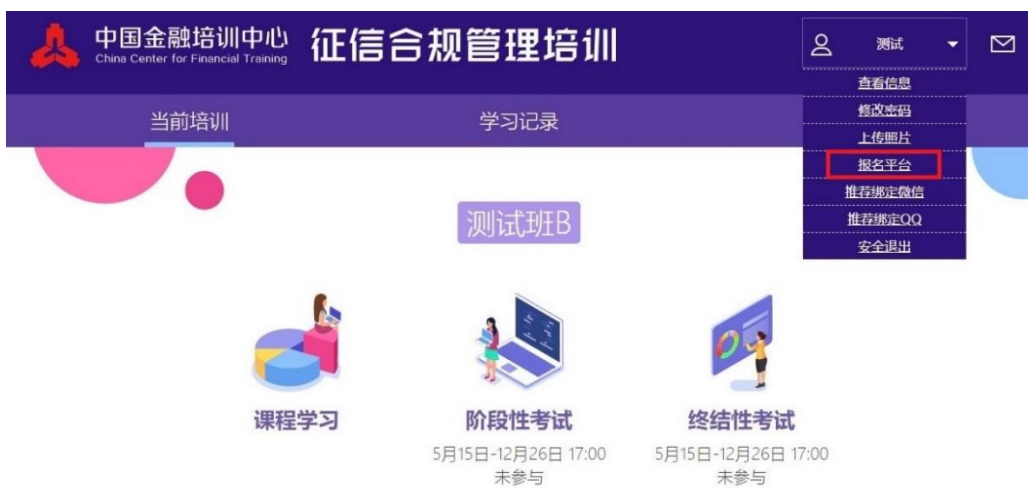 中国金融培训中心
China Center for Financial Training
征信合规管理培训
测试
查看信息
修改密码
上传照片
报名平台
推荐绑定微信
推荐绑定QQ
安全退出
当前培训
学习记录
测试班B
课程学习
阶段性考试
5月15日-12月26日 17:00
未参与
终结性考试
5月15日-12月26日 17:00
未参与